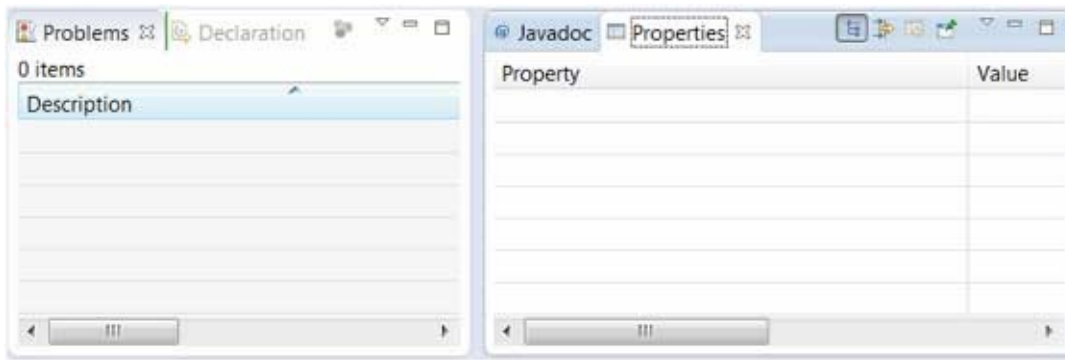 Problems Declaration
0 items
Description
@ Javadoc Properties
Property Value